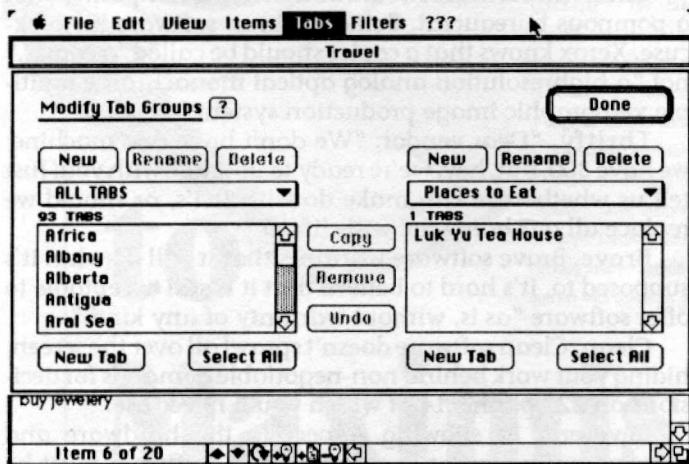 File Edit View Items Tabs Filters ???
Travel
Modify Tab Groups ? Done
New Rename Delete New Rename Delete
ALL TABS Places to Eat
93 TABS 1 TABS
Africa Copy Luk Yu Tea House
Albany
Alberta Remove
Antigua
Aral Sea Undo
New Tab Select All New Tab Select All
buy jewelery
Item 6 of 20